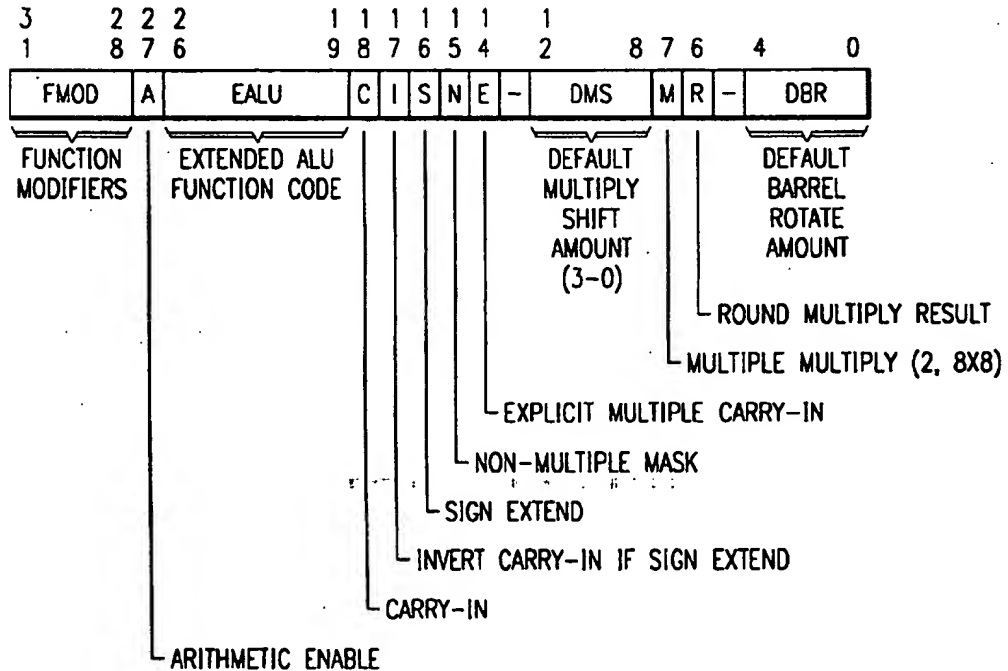 3 2 2 2 1 1 1 1 1 1 1
1 8 7 6 9 8 7 6 5 4 2 8 7 6 4 0
FMOD A EALU C I S N E - DMS M R - DBR
FUNCTION MODIFIERS
EXTENDED ALU FUNCTION CODE
DEFAULT MULTIPLY SHIFT AMOUNT (3-0)
DEFAULT BARREL ROTATE AMOUNT
ROUND MULTIPLY RESULT
MULTIPLE MULTIPLY (2, 8X8)
EXPLICIT MULTIPLE CARRY-IN
NON-MULTIPLE MASK
SIGN EXTEND
INVERT CARRY-IN IF SIGN EXTEND
CARRY-IN
ARITHMETIC ENABLE